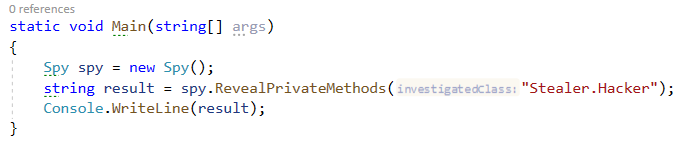 0 references
static void Main(string[] args)
{
Spy spy = new Spy();
string result = spy.RevealPrivateMethods(investigatedClass: "Stealer.Hacker");
Console.WriteLine(result);
}